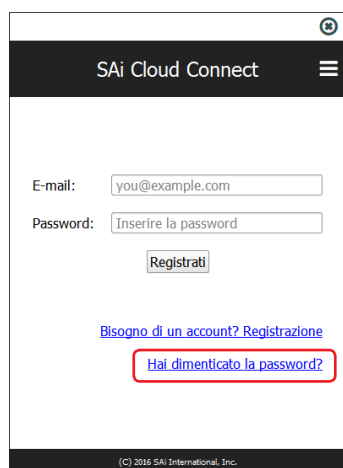 SAi Cloud Connect
E-mail: you@example.com
Password: Inserire la password
Registrati
Bisogno di un account? Registrazione
Hai dimenticato la password?
(C) 2016 SAi International, Inc.